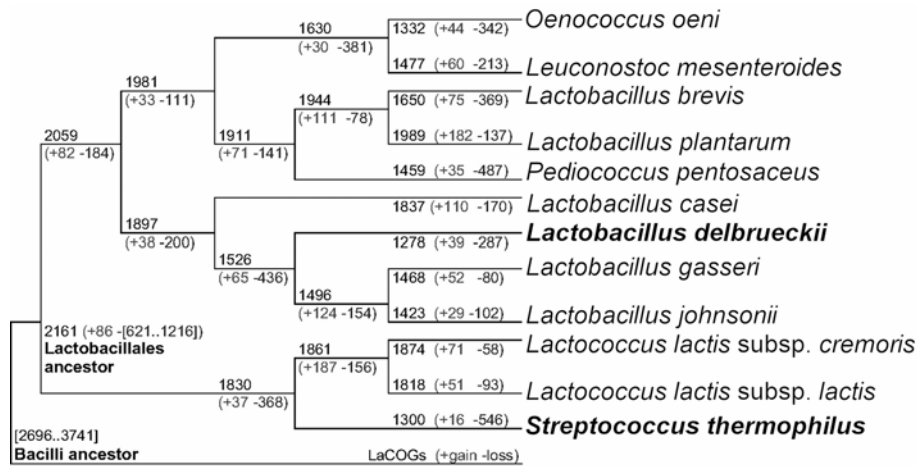 1630
(+30 -381)
1332 (+44 -342)
Oenococcus oeni
1477 (+60 -213)
Leuconostoc mesenteroides
1981
(+33 -111)
1944
(+111 -78)
1650 (+75 -369)
Lactobacillus brevis
2059
(+82 -184)
1911
(+71 -141)
1989 (+182 -137)
Lactobacillus plantarum
1459 (+35 -487)
Pediococcus pentosaceus
1837 (+110 -170)
Lactobacillus casei
1897
(+38 -200)
1278 (+39 -287)
Lactobacillus delbrueckii
1526
(+65 -436)
1468 (+52 -80)
Lactobacillus gasseri
1496
(+124 -154)
1423 (+29 -102)
Lactobacillus johnsonii
2161 (+86 -[621..1216])
Lactobacillales
ancestor
1861
(+187 -156)
1874 (+71 -58)
Lactococcus lactis subsp. cremoris
1830
(+37 -368)
1818 (+51 -93)
Lactococcus lactis subsp. lactis
1300 (+16 -546)
Streptococcus thermophilus
[2696..3741]
Bacilli ancestor
LaCOGs (+gain -loss)